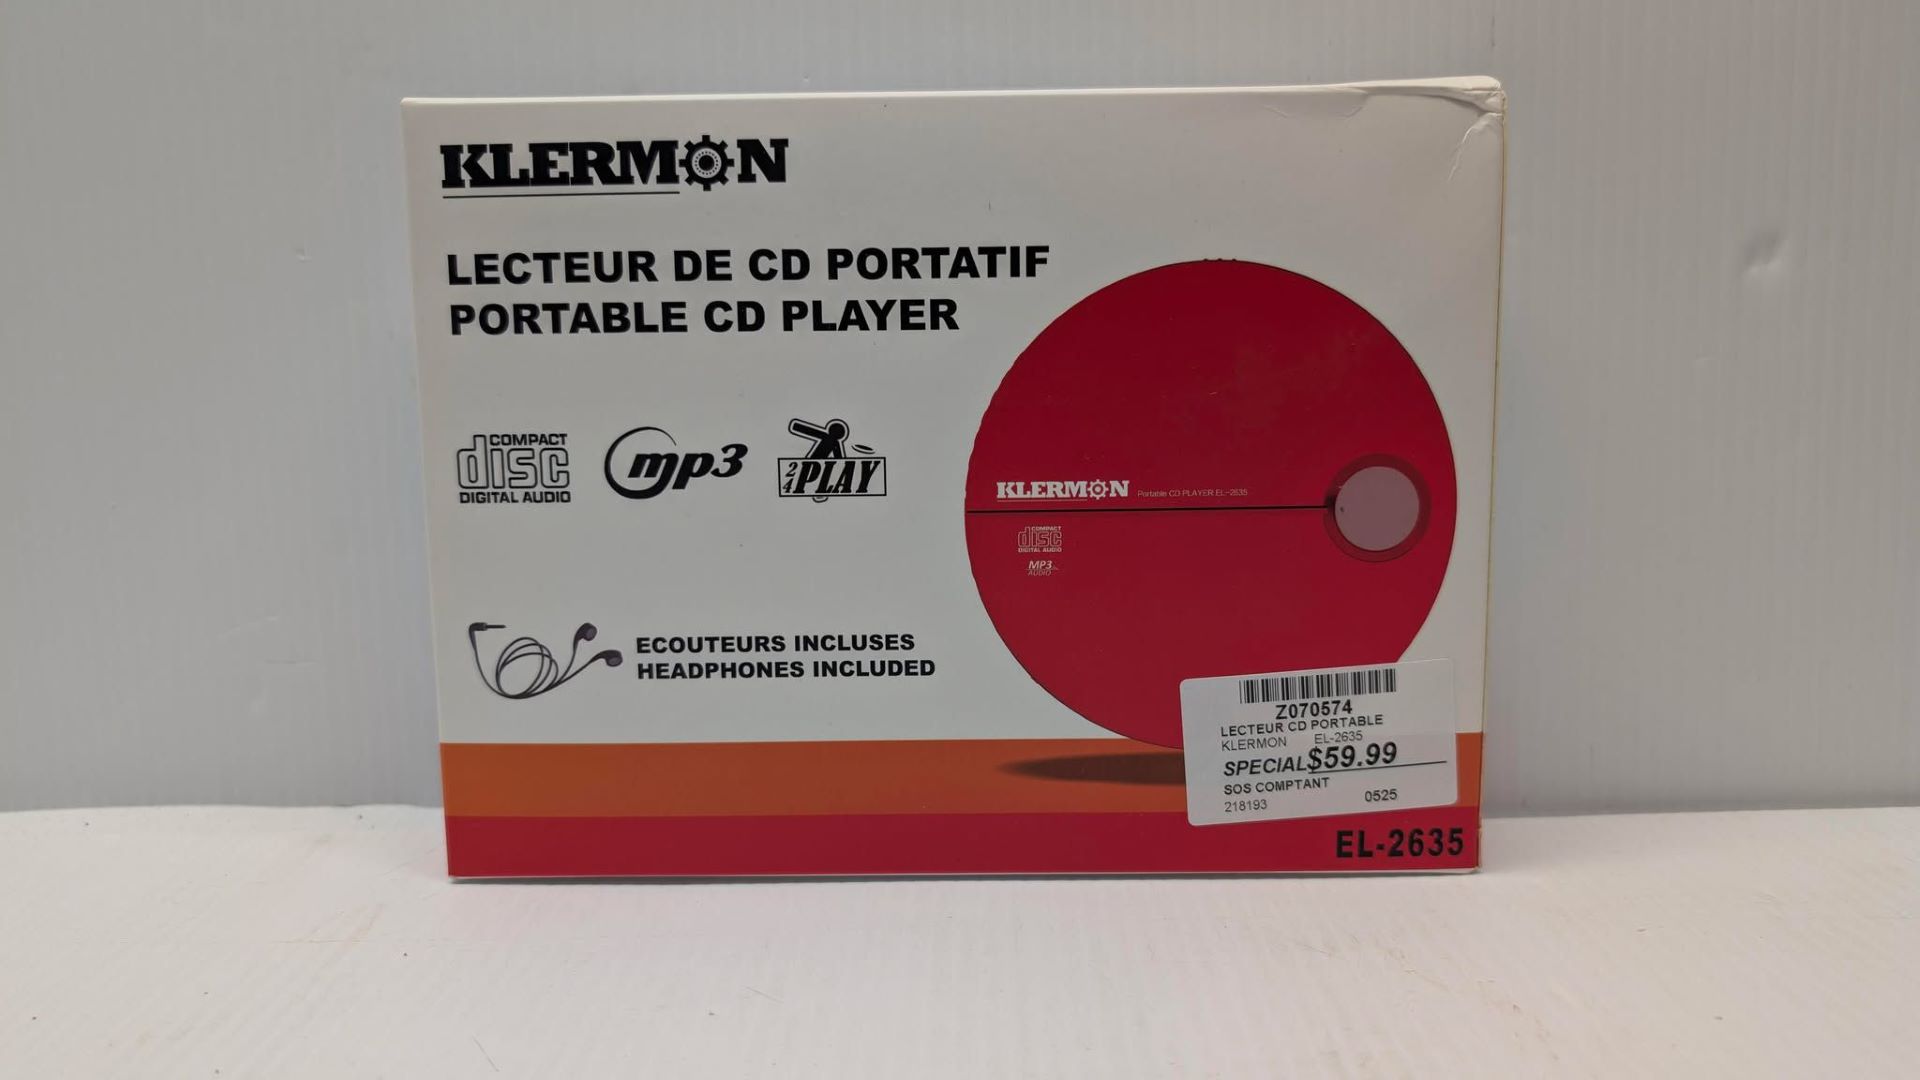 KLERMON
LECTEUR DE CD PORTATIF
PORTABLE CD PLAYER
COMPACT
disc
DIGITAL AUDIO
mp3
24 PLAY
KLERMON Portable CD PLAYER EL-2635
COMPACT
disc
DIGITAL AUDIO
MP3
AUDIO
ECOUTEURS INCLUSES
HEADPHONES INCLUDED
Z070574
LECTEUR CD PORTABLE
KLERMON EL-2635
SPECIAL $59.99
SOS COMPTANT
218193 0525
EL-2635